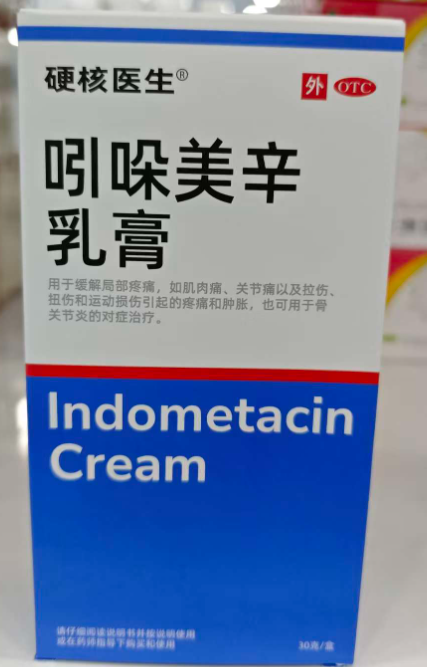 硬核医生®
外 OTC
吲哚美辛
乳膏
用于缓解局部疼痛，如肌肉痛、关节痛以及拉伤、
扭伤和运动损伤引起的疼痛和肿胀，也可用于骨
关节炎的对症治疗。
Indometacin
Cream
请仔细阅读说明书并按说明使用
或在药师指导下购买和使用
30克/盒